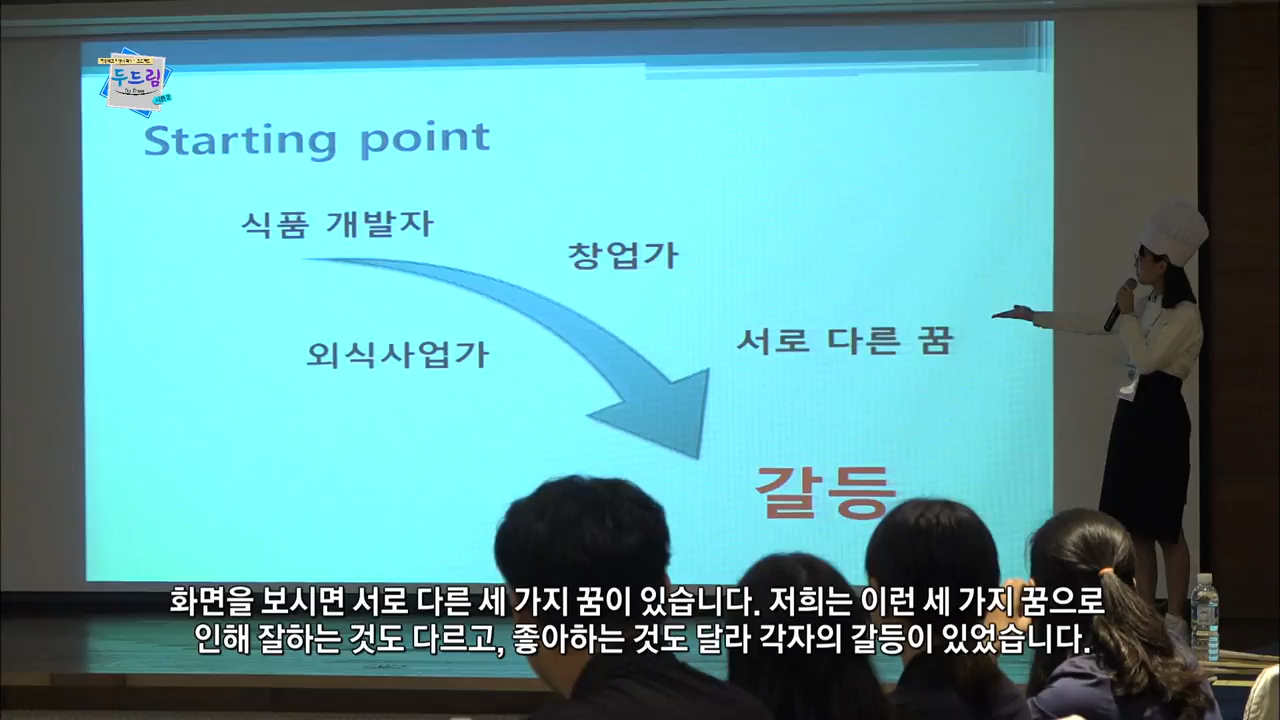 두드림
Starting point
식품 개발자
창업가
외식사업가
서로 다른 꿈
갈등
화면을 보시면 서로 다른 세 가지 꿈이 있습니다. 저희는 이런 세 가지 꿈으로
인해 잘하는 것도 다르고, 좋아하는 것도 달라 각자의 갈등이 있었습니다.